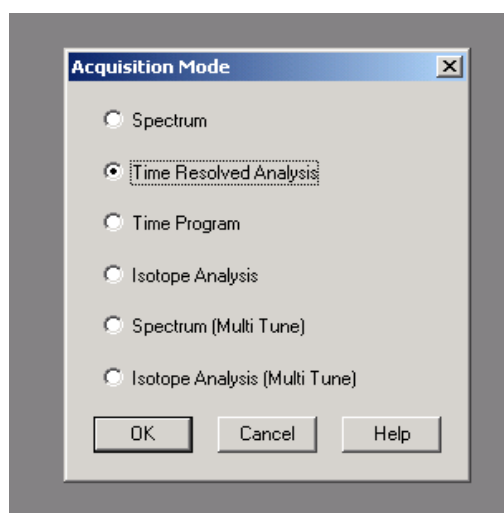 Acquisition Mode
Spectrum
Time Resolved Analysis
Time Program
Isotope Analysis
Spectrum (Multi Tune)
Isotope Analysis (Multi Tune)
OK Cancel Help